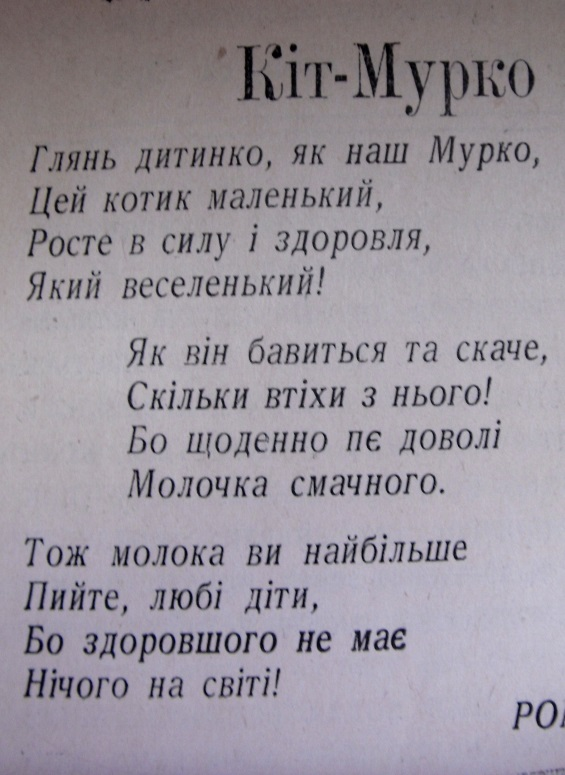 Кіт-Мурко
Глянь дитинко, як наш Мурко,
Цей котик маленький,
Росте в силу і здоровля,
Який веселенький!
Як він бавиться та скаче,
Скільки втіхи з нього!
Бо щоденно пє доволі
Молочка смачного.
Тож молока ви найбільше
Пийте, любі діти,
Бо здоровшого не має
Нічого на світі!